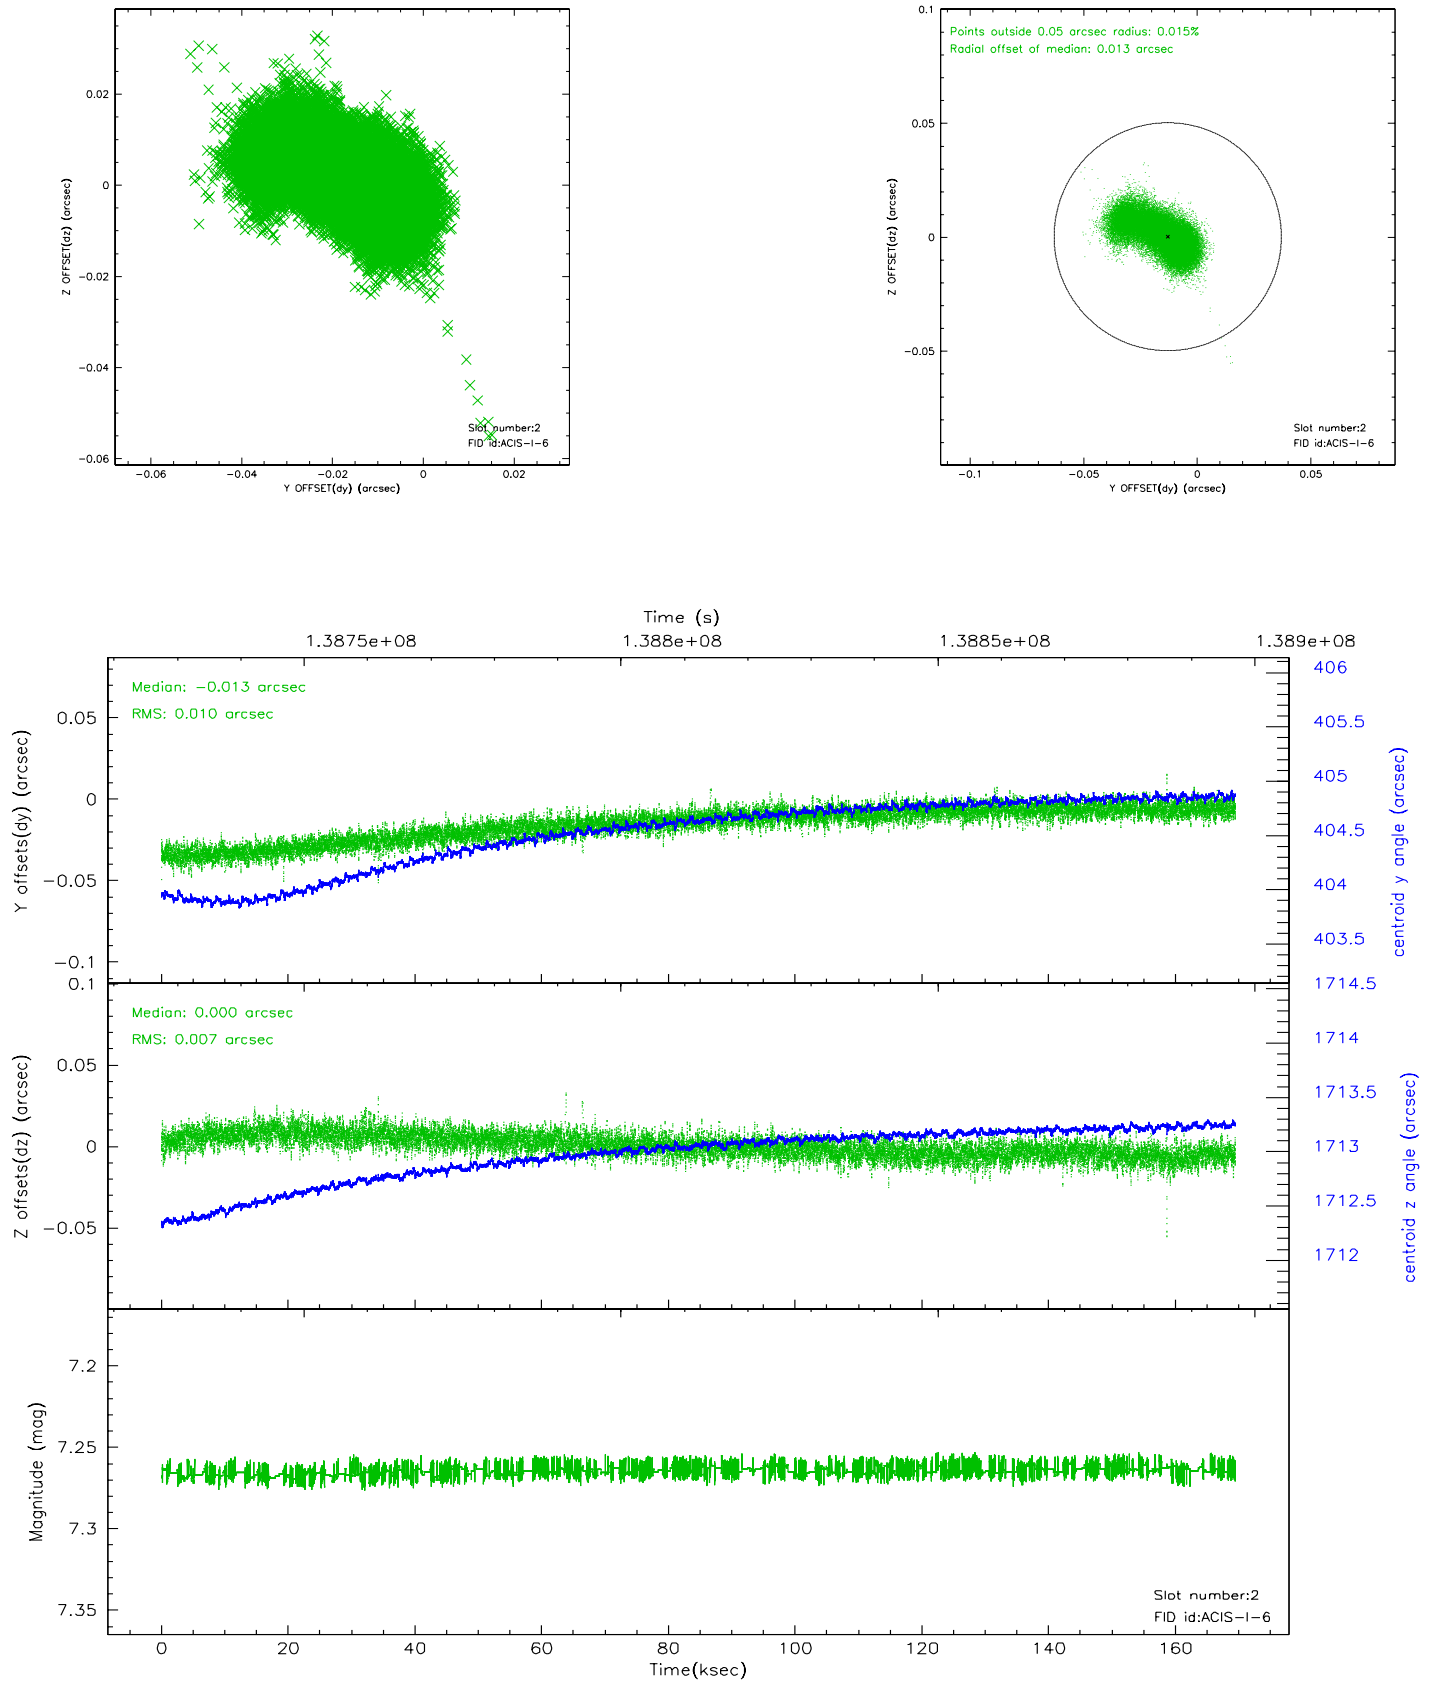 0.02
0
−0.02
−0.04
−0.06
Z OFFSET(dz) (arcsec)
Slot number:2
FID id:ACIS−I−6
−0.06
−0.04
−0.02
0
0.02
Y OFFSET(dy) (arcsec)
0.1
0.05
0
−0.05
Z OFFSET(dz) (arcsec)
Points outside 0.05 arcsec radius: 0.015%
Radial offset of median: 0.013 arcsec
Slot number:2
FID id:ACIS−I−6
−0.1
−0.05
0
0.05
Y OFFSET(dy) (arcsec)
Time (s)
1.3875e+08
1.388e+08
1.3885e+08
1.389e+08
Median: −0.013 arcsec
RMS: 0.010 arcsec
0.05
0
−0.05
−0.1
Y offsets(dy) (arcsec)
406
405.5
405
404.5
404
403.5
centroid y angle (arcsec)
Median: 0.000 arcsec
RMS: 0.007 arcsec
0.1
0.05
0
−0.05
Z offsets(dz) (arcsec)
1714.5
1714
1713.5
1713
1712.5
1712
centroid z angle (arcsec)
7.2
7.25
7.3
7.35
Magnitude (mag)
Slot number:2
FID id:ACIS−I−6
0
20
40
60
80
100
120
140
160
Time(ksec)